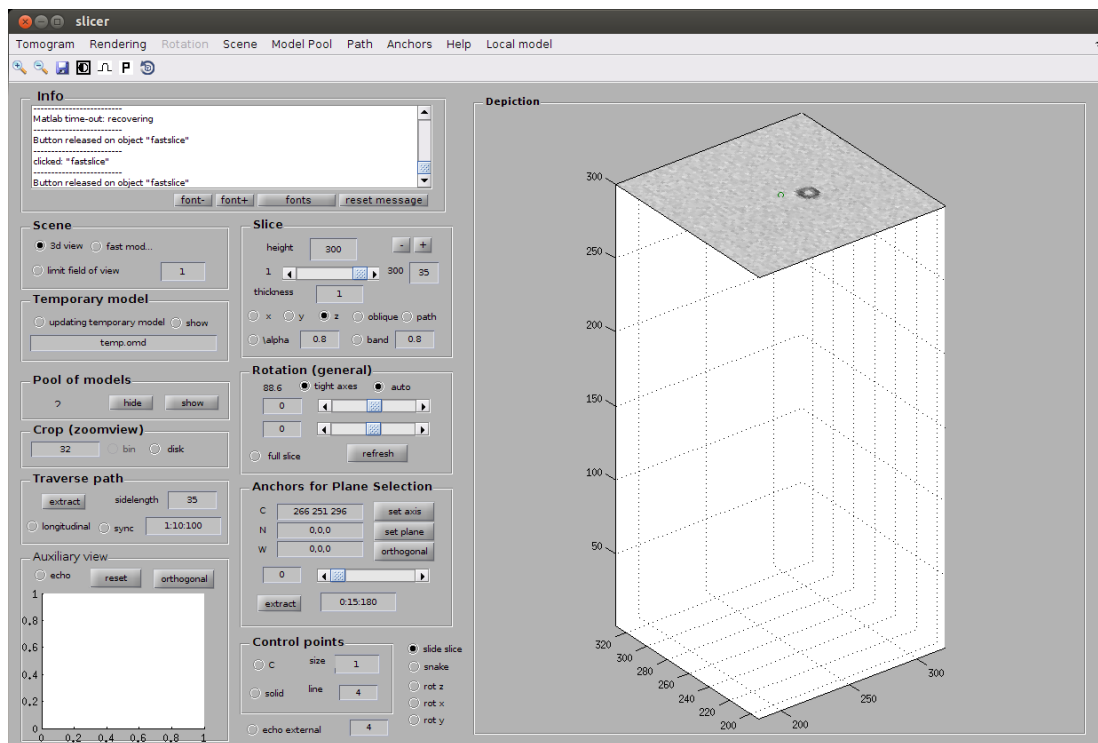 slicer
Tomogram Rendering Rotation Scene Model Pool Path Anchors Help Local model
P
Info
-------------------------
Matlab time-out: recovering
-------------------------
Button released on object "fastslice"
-------------------------
clicked: "fastslice"
-------------------------
Button released on object "fastslice"
font- font+ fonts reset message
Scene
3d view fast mod...
limit field of view 1
Temporary model
updating temporary model show
temp.omd
Pool of models
? hide show
Crop (zoomview)
32 bin disk
Traverse path
extract sidelength 35
longitudinal sync 1:10:100
Auxiliary view
echo reset orthogonal
1
0.8
0.6
0.4
0.2
0
0 0.2 0.4 0.6 0.8 1
Slice
height 300 - +
1 300 35
thickness 1
x y z oblique path
\alpha 0.8 band 0.8
Rotation (general)
88.6 tight axes auto
0
0
full slice refresh
Anchors for Plane Selection
C 266 251 296 set axis
N 0,0,0 set plane
W 0,0,0 orthogonal
0
extract 0:15:180
Control points
C size 1
solid line 4
echo external 4
slide slice
snake
rot z
rot x
rot y
Depiction
300
250
200
150
100
50
320
300
280
260
240
220
200
200
250
300